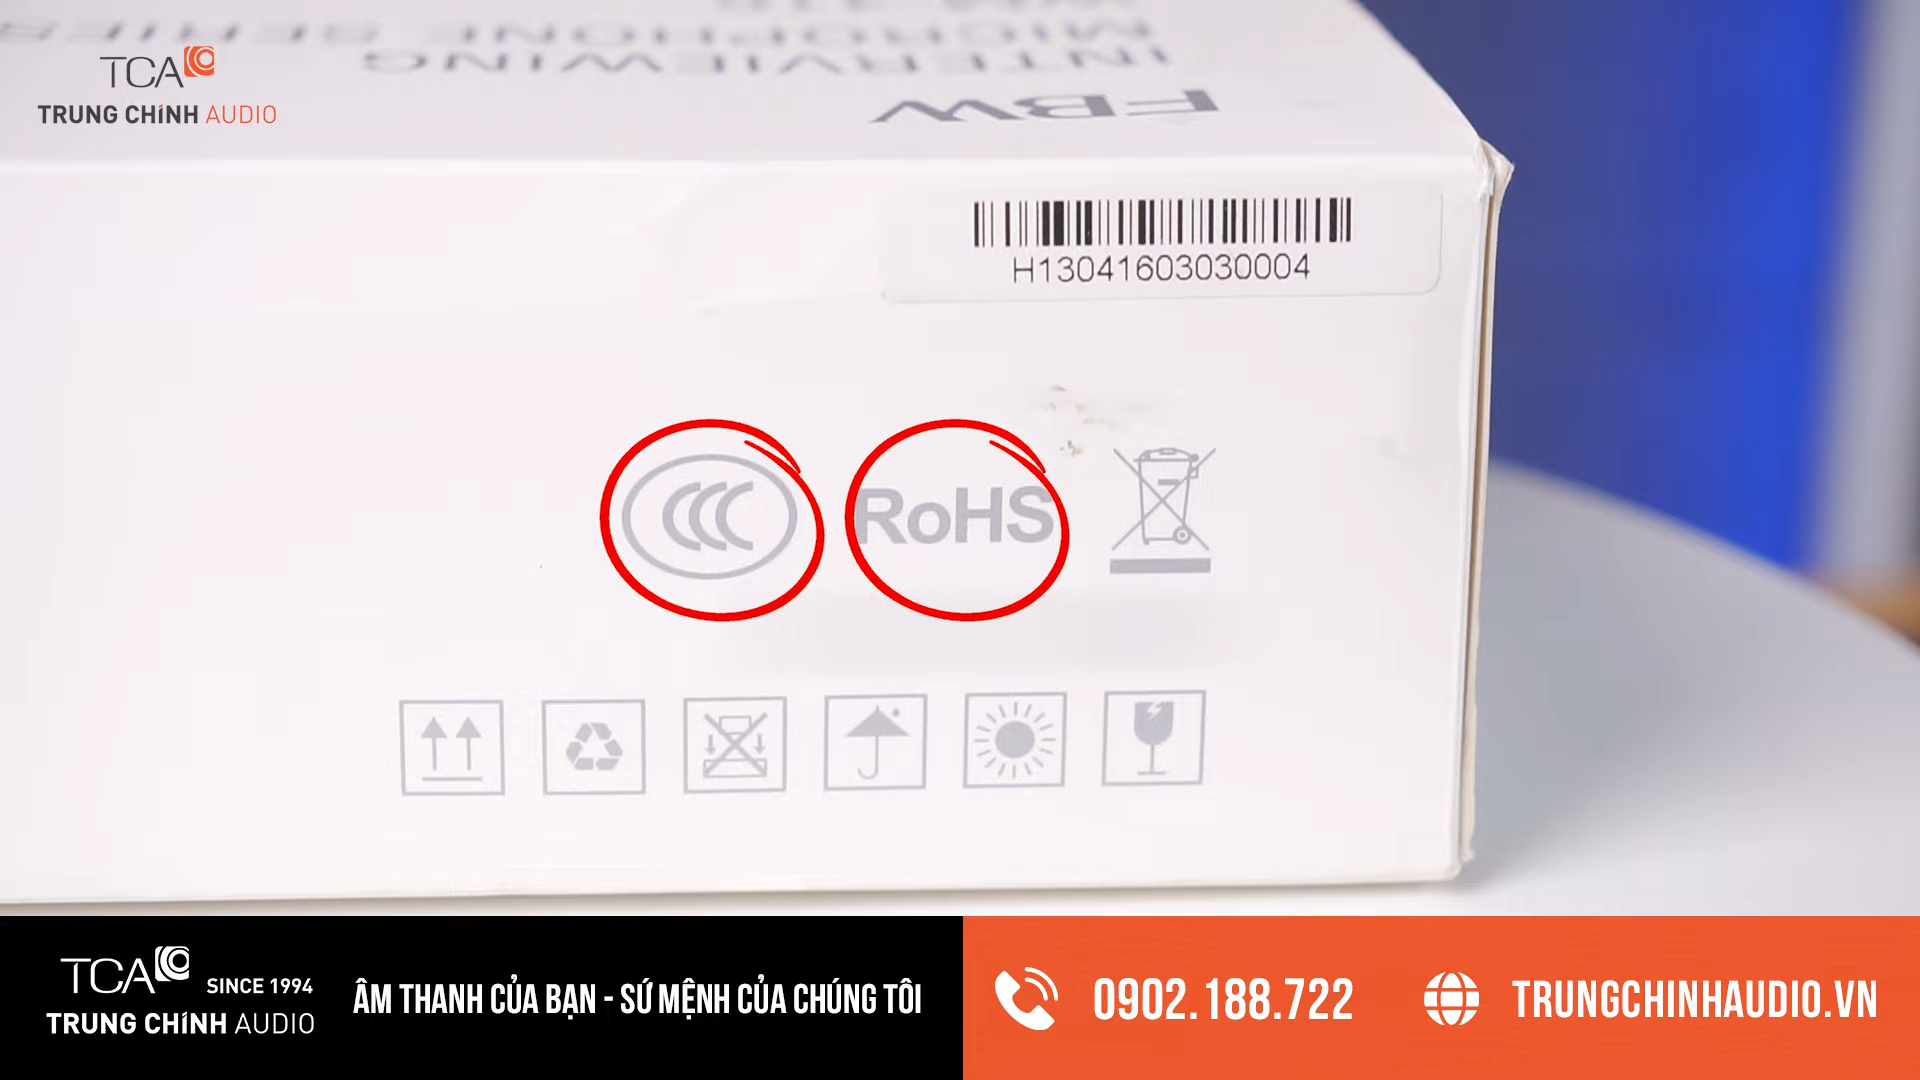 MICROPHONE SERIES
INTERVIEWING
FBW
TCA
TRUNG CHÍNH AUDIO
H13041603030004
CCC
RoHS
TCA
SINCE 1994
TRUNG CHÍNH AUDIO
ÂM THANH CỦA BẠN - SỨ MỆNH CỦA CHÚNG TÔI
0902.188.722
TRUNGCHINHAUDIO.VN